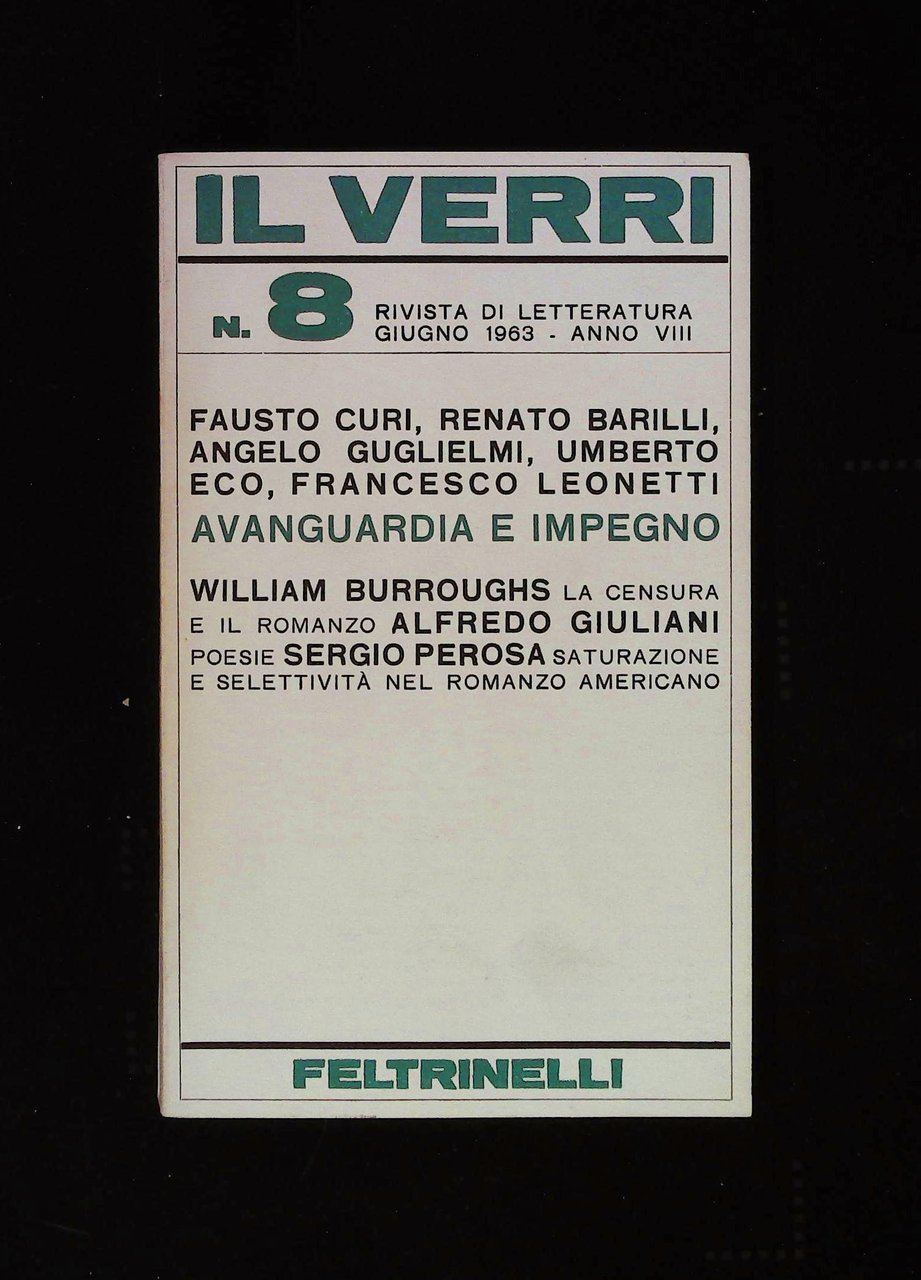 IL VERRI
N. 8
RIVISTA DI LETTERATURA
GIUGNO 1963 - ANNO VIII
FAUSTO CURI, RENATO BARILLI,
ANGELO GUGLIELMI, UMBERTO
ECO, FRANCESCO LEONETTI
AVANGUARDIA E IMPEGNO
WILLIAM BURROUGHS LA CENSURA
E IL ROMANZO ALFREDO GIULIANI
POESIE SERGIO PEROSA SATURAZIONE
E SELETTIVITÀ NEL ROMANZO AMERICANO
FELTRINELLI